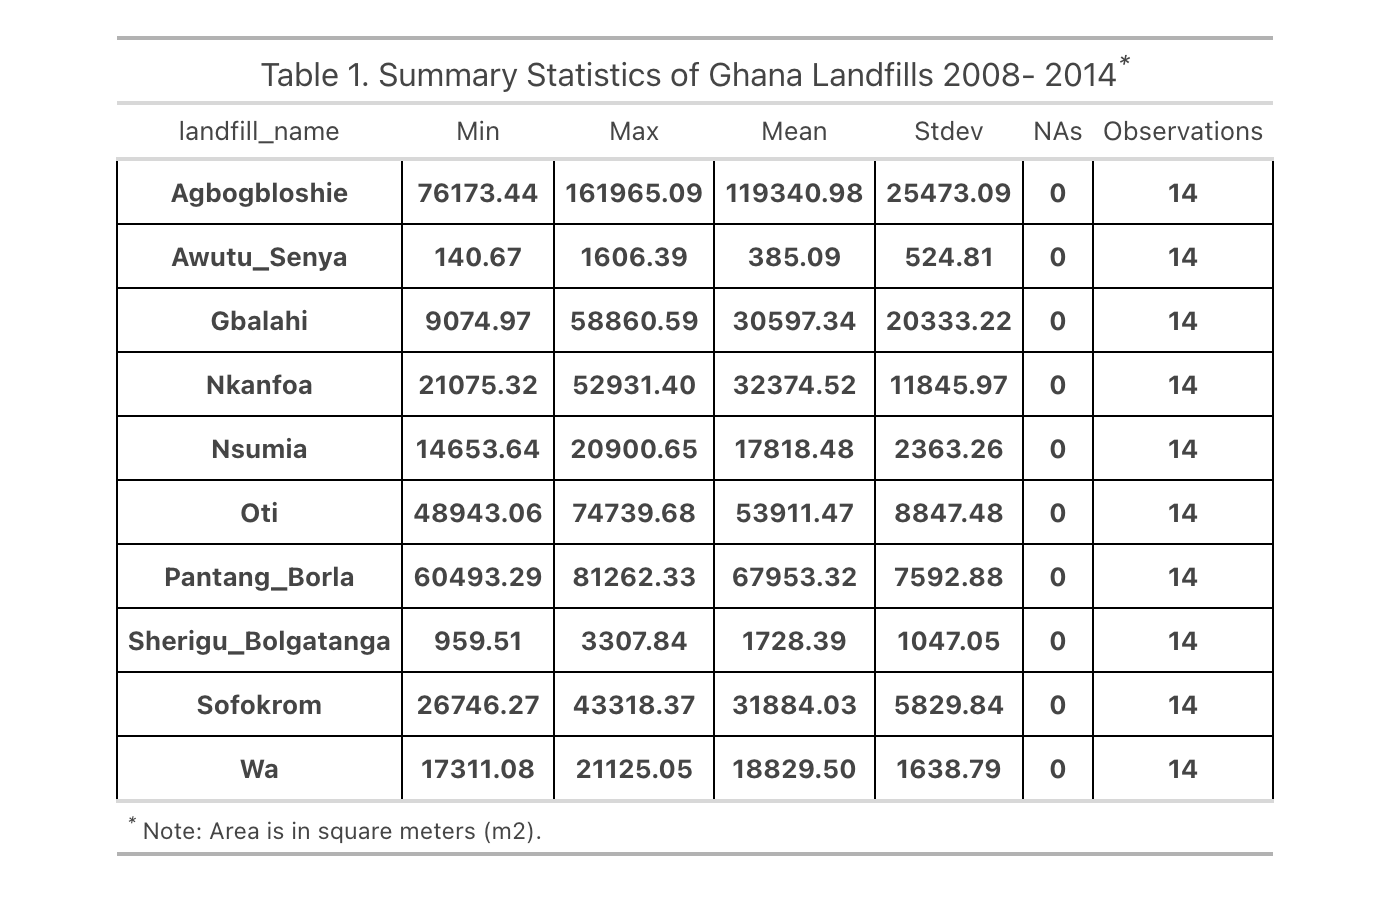 Table 1. Summary Statistics of Ghana Landfills 2008- 2014*
landfill_name Min Max Mean Stdev NAs Observations
Agbogbloshie 76173.44 161965.09 119340.98 25473.09 0 14
Awutu_Senya 140.67 1606.39 385.09 524.81 0 14
Gbalahi 9074.97 58860.59 30597.34 20333.22 0 14
Nkanfoa 21075.32 52931.40 32374.52 11845.97 0 14
Nsumia 14653.64 20900.65 17818.48 2363.26 0 14
Oti 48943.06 74739.68 53911.47 8847.48 0 14
Pantang_Borla 60493.29 81262.33 67953.32 7592.88 0 14
Sherigu_Bolgatanga 959.51 3307.84 1728.39 1047.05 0 14
Sofokrom 26746.27 43318.37 31884.03 5829.84 0 14
Wa 17311.08 21125.05 18829.50 1638.79 0 14
* Note: Area is in square meters (m2).